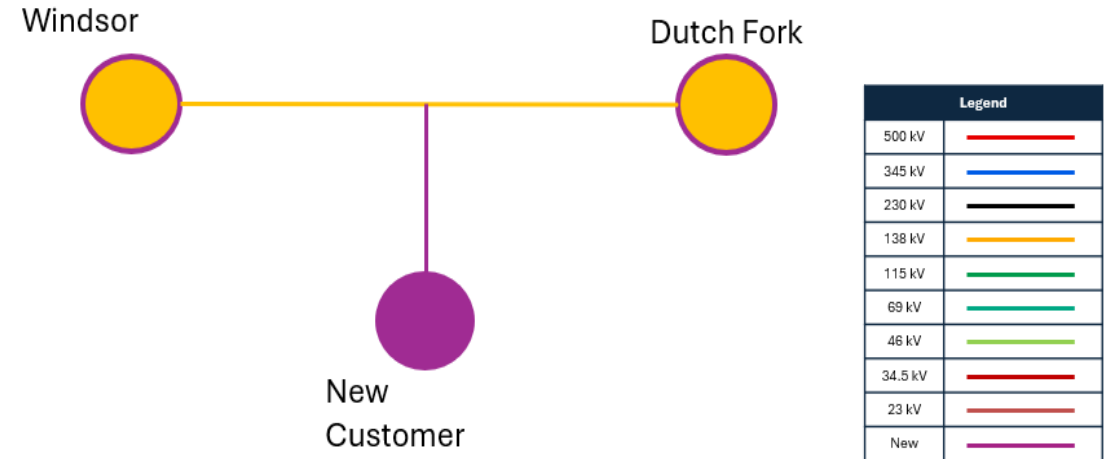 Windsor
Dutch Fork
New
Customer
Legend
500 kV
345 kV
230 kV
138 kV
115 kV
69 kV
46 kV
34.5 kV
23 kV
New